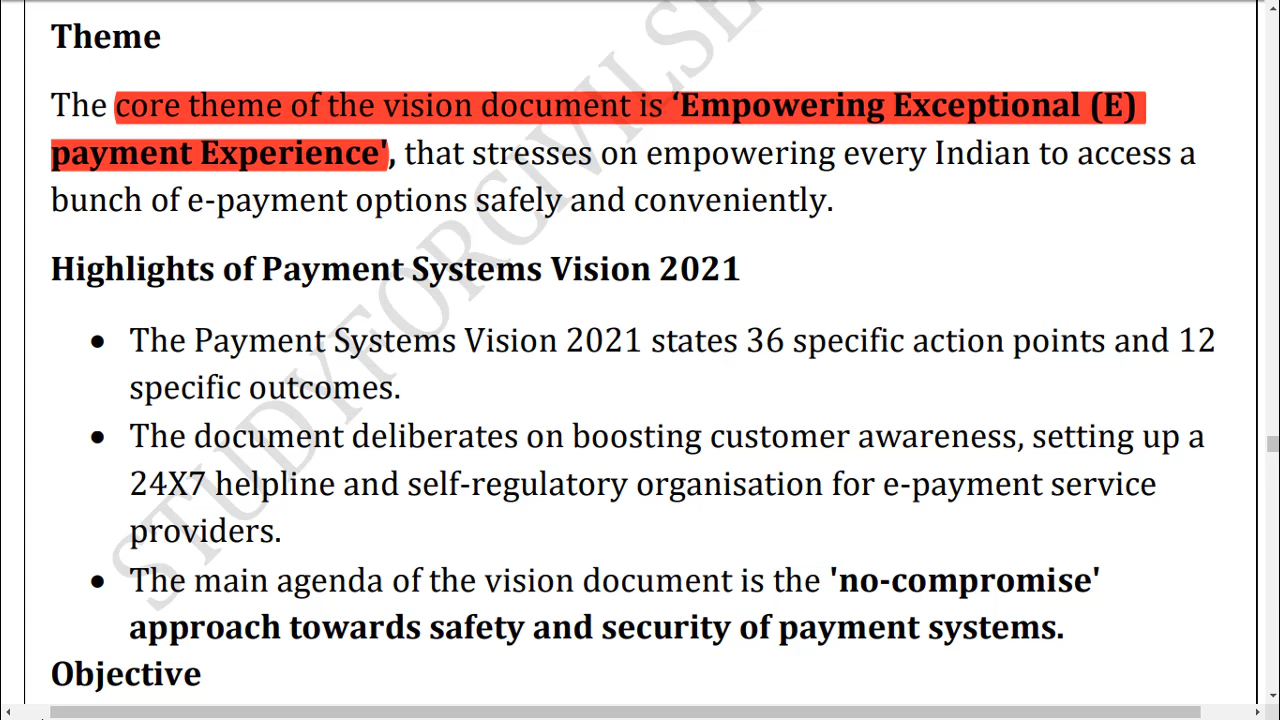 Theme
The core theme of the vision document is ‘Empowering Exceptional (E)
payment Experience', that stresses on empowering every Indian to access a
bunch of e-payment options safely and conveniently.
Highlights of Payment Systems Vision 2021
• The Payment Systems Vision 2021 states 36 specific action points and 12
specific outcomes.
• The document deliberates on boosting customer awareness, setting up a
24X7 helpline and self-regulatory organisation for e-payment service
providers.
• The main agenda of the vision document is the 'no-compromise'
approach towards safety and security of payment systems.
Objective
STUDYFORCIVILSE